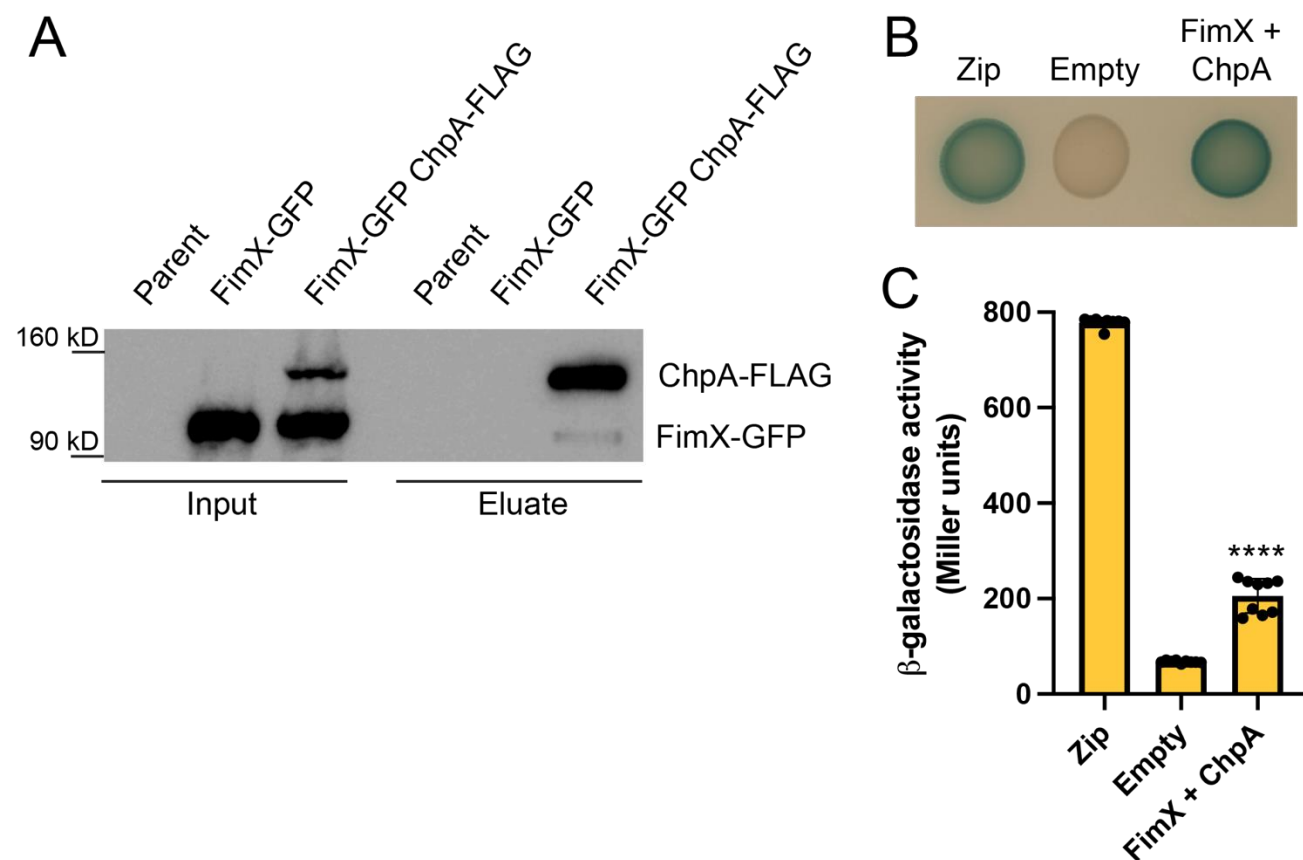 A
Parent
FimX-GFP
FimX-GFP ChpA-FLAG
Parent
FimX-GFP
FimX-GFP ChpA-FLAG
160 kD
90 kD
ChpA-FLAG
FimX-GFP
Input
Eluate
B
Zip
Empty
FimX +
ChpA
C
β-galactosidase activity
(Miller units)
800
600
400
200
0
****
Zip
Empty
FimX + ChpA